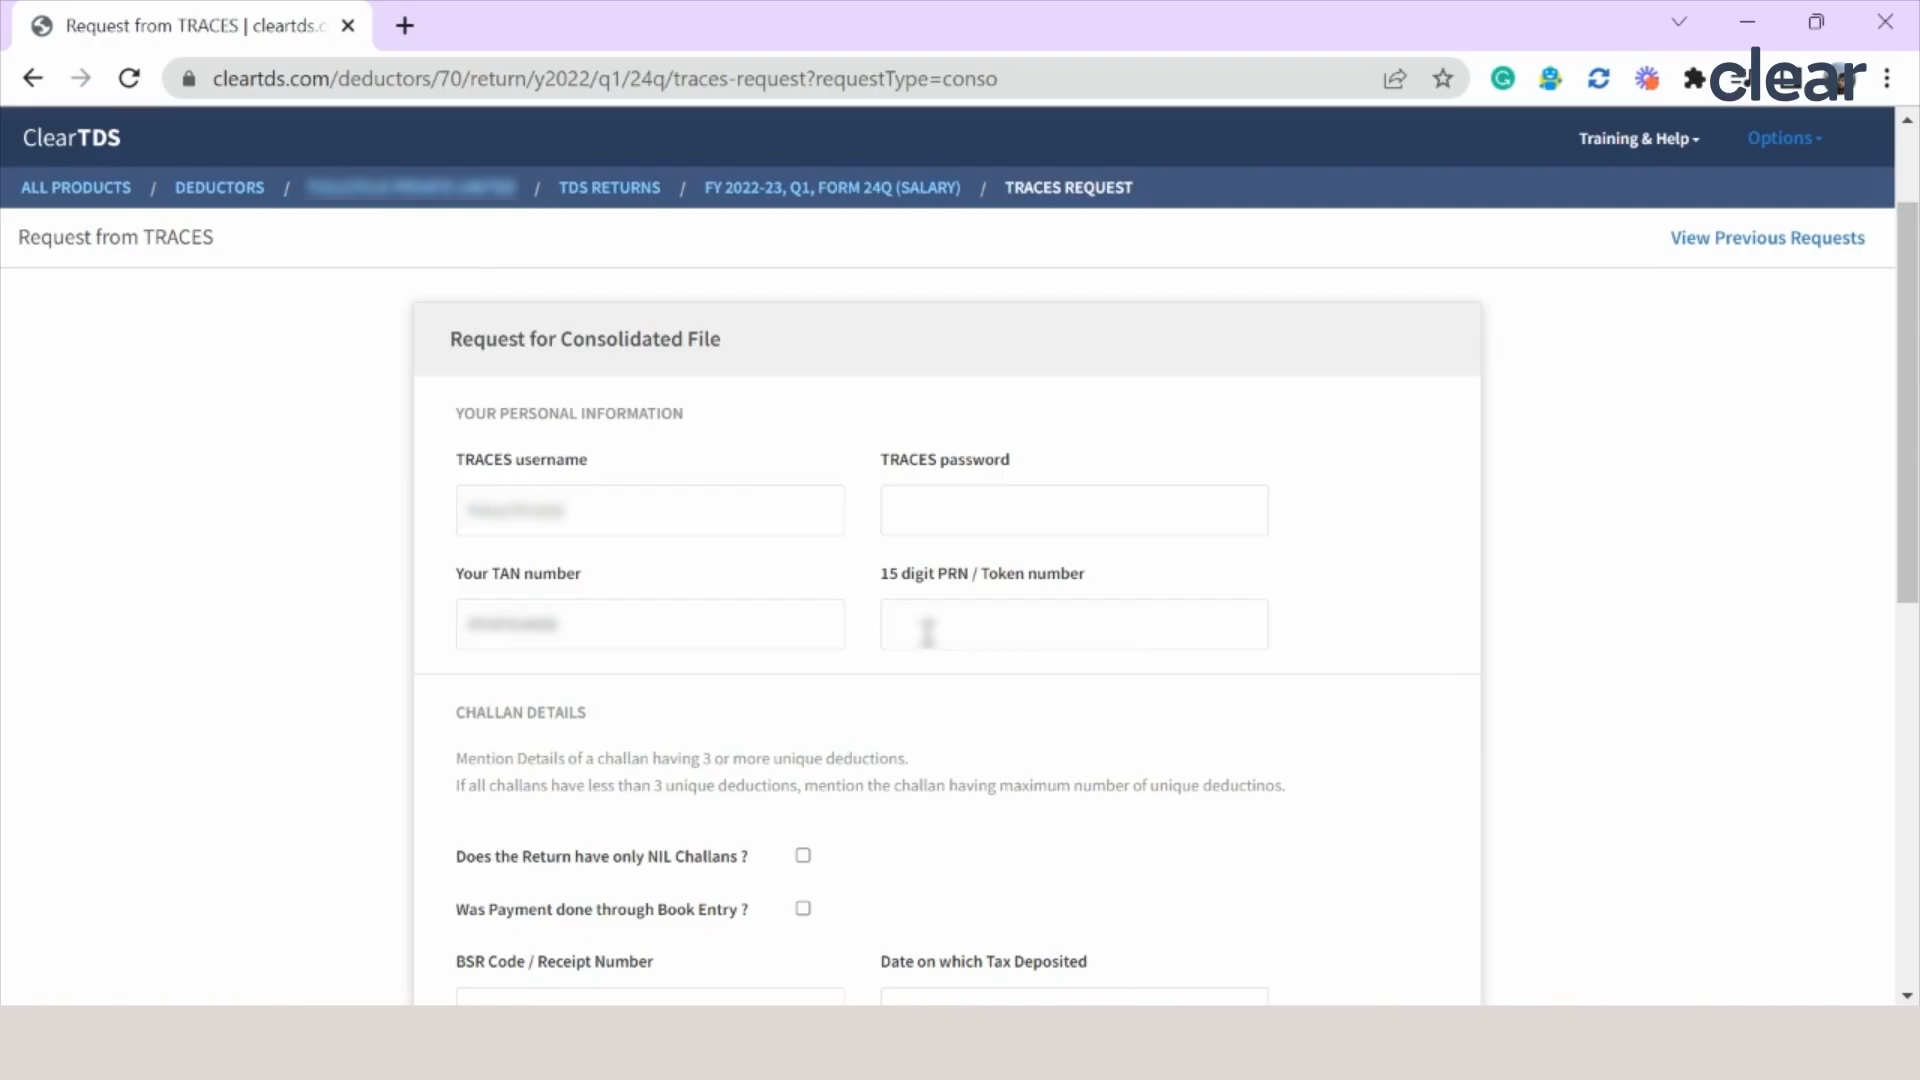 Request from TRACES | cleartds.c
cleartds.com/deductors/70/return/y2022/q1/24q/traces-request?requestType=conso
clear
ClearTDS
Training & Help
Options
ALL PRODUCTS / DEDUCTORS / / TDS RETURNS / FY 2022-23, Q1, FORM 24Q (SALARY) / TRACES REQUEST
Request from TRACES
View Previous Requests
Request for Consolidated File
YOUR PERSONAL INFORMATION
TRACES username
TRACES password
Your TAN number
15 digit PRN / Token number
CHALLAN DETAILS
Mention Details of a challan having 3 or more unique deductions.
If all challans have less than 3 unique deductions, mention the challan having maximum number of unique deductinos.
Does the Return have only NIL Challans ?
Was Payment done through Book Entry ?
BSR Code / Receipt Number
Date on which Tax Deposited